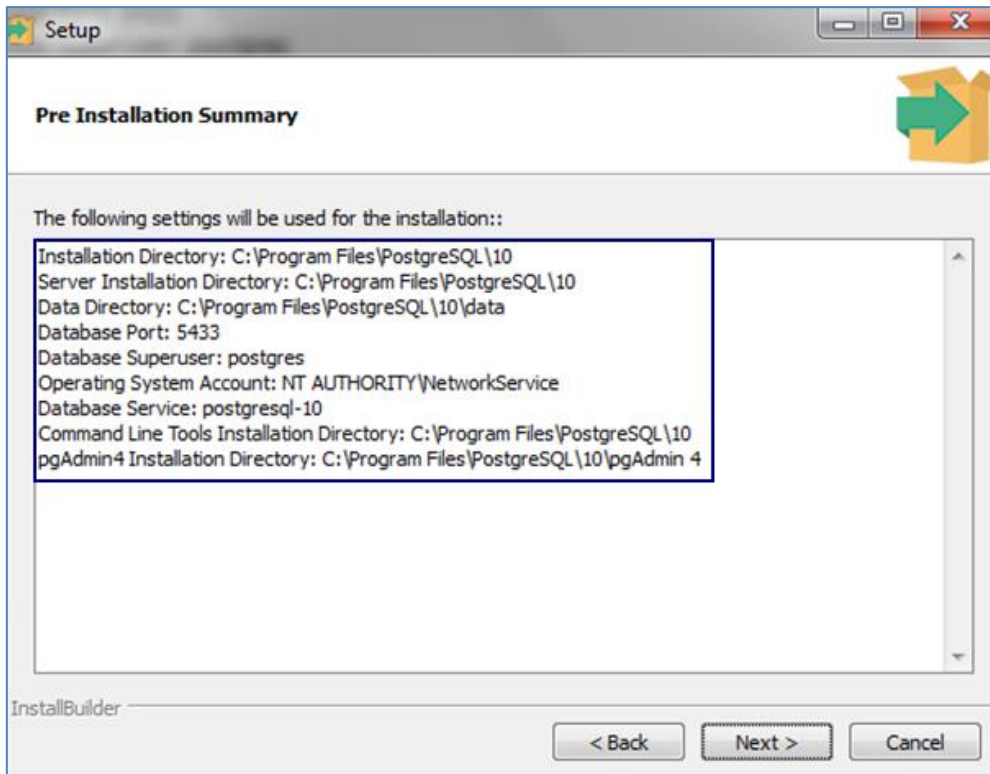 Setup
Pre Installation Summary
The following settings will be used for the installation::
Installation Directory: C:\Program Files\PostgreSQL\10
Server Installation Directory: C:\Program Files\PostgreSQL\10
Data Directory: C:\Program Files\PostgreSQL\10\data
Database Port: 5433
Database Superuser: postgres
Operating System Account: NT AUTHORITY\NetworkService
Database Service: postgresql-10
Command Line Tools Installation Directory: C:\Program Files\PostgreSQL\10
pgAdmin4 Installation Directory: C:\Program Files\PostgreSQL\10\pgAdmin 4
InstallBuilder
< Back Next > Cancel